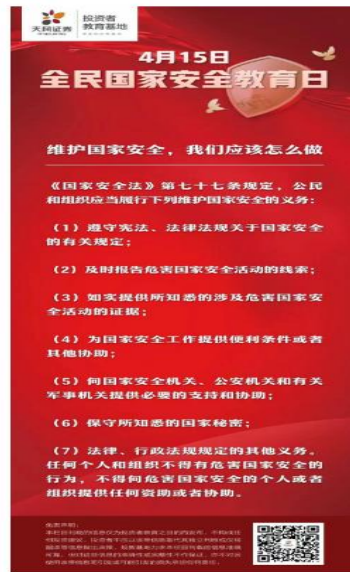 天风证券
投资者
教育基地
4月15日
全民国家安全教育日
维护国家安全，我们应该怎么做
《国家安全法》第七十七条规定，公民
和组织应当履行下列维护国家安全的义务：
（1）遵守宪法、法律法规关于国家安全
的有关规定；
（2）及时报告危害国家安全活动的线索；
（3）如实提供所知悉的涉及危害国家安
全活动的证据；
（4）为国家安全工作提供便利条件或者
其他协助；
（5）向国家安全机关、公安机关和有关
军事机关提供必要的支持和协助；
（6）保守所知悉的国家秘密；
（7）法律、行政法规规定的其他义务。
任何个人和组织不得有危害国家安全的
行为，不得向危害国家安全的个人或者
组织提供任何资助或者协助。
免责声明：